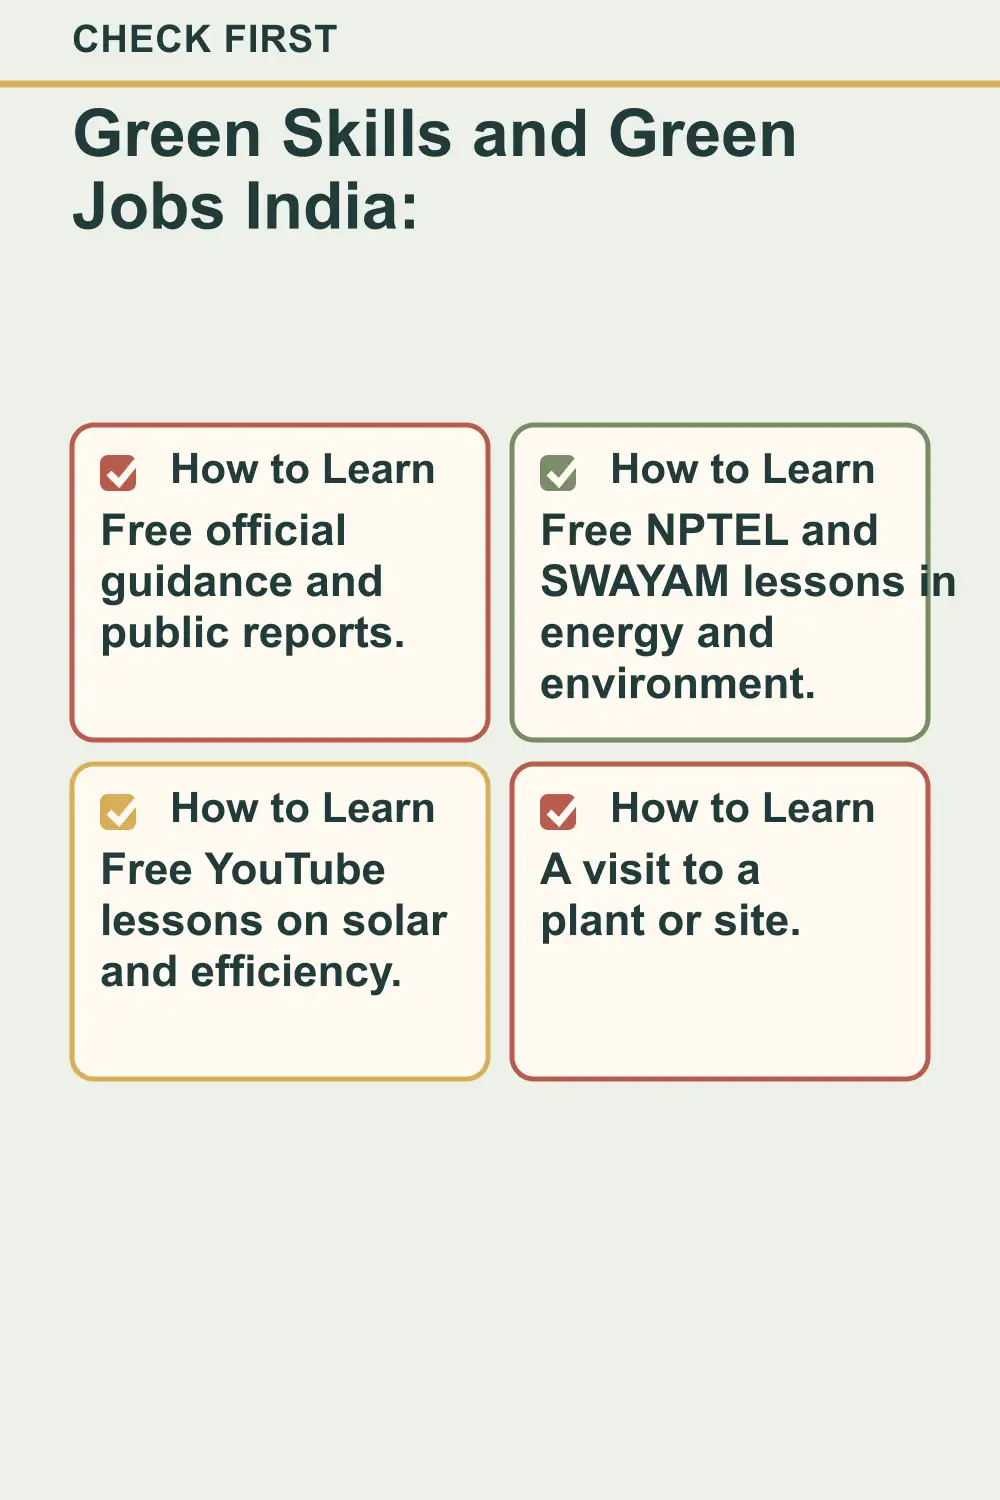 CHECK FIRST
Green Skills and Green
Jobs India:
How to Learn
Free official
guidance and
public reports.
How to Learn
Free NPTEL and
SWAYAM lessons in
energy and
environment.
How to Learn
Free YouTube
lessons on solar
and efficiency.
How to Learn
A visit to a
plant or site.